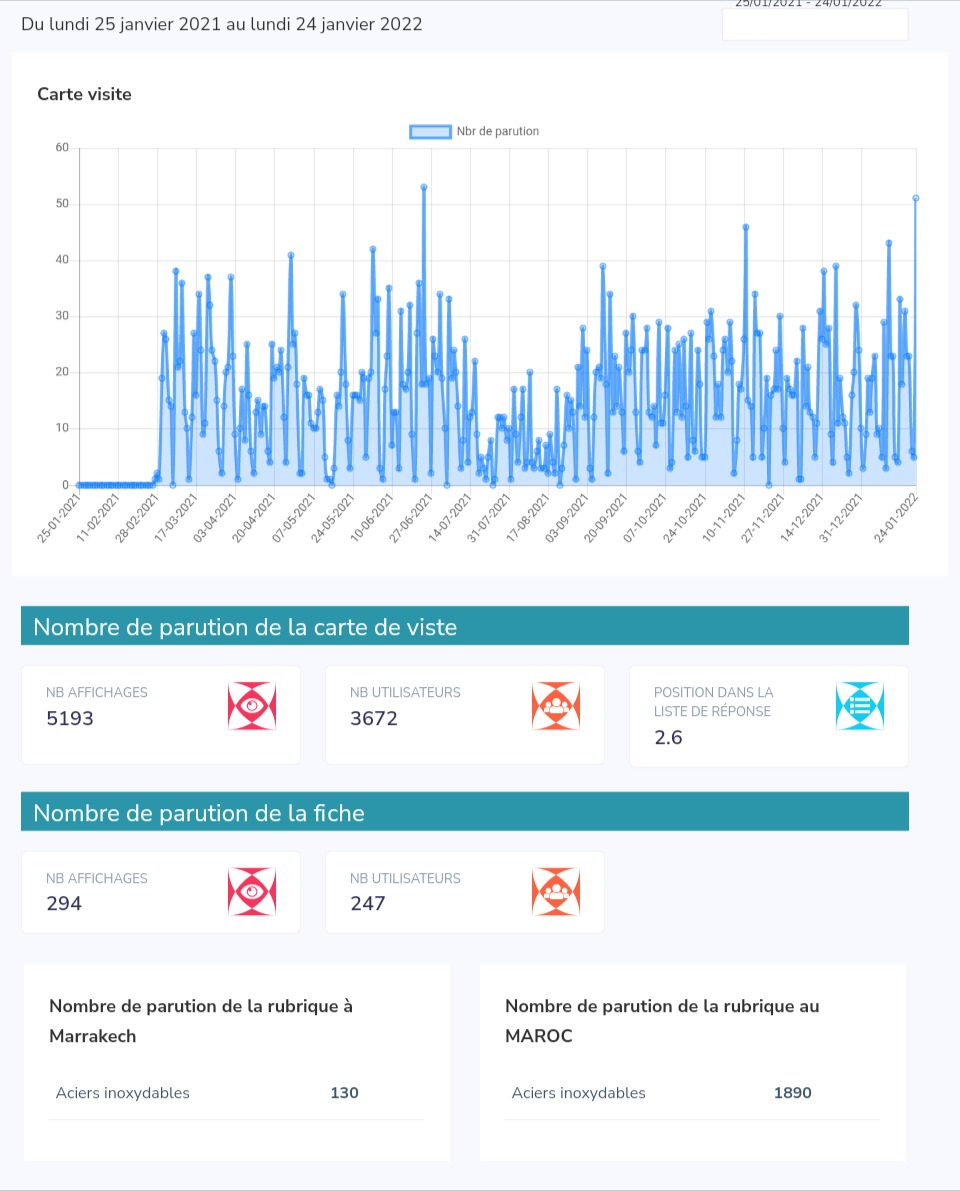 25/01/2021 - 24/01/2022
Du lundi 25 janvier 2021 au lundi 24 janvier 2022
Carte visite
Nbr de parution
60
50
40
30
20
10
0
25-01-2021
11-02-2021
28-02-2021
17-03-2021
03-04-2021
20-04-2021
07-05-2021
24-05-2021
10-06-2021
27-06-2021
14-07-2021
31-07-2021
17-08-2021
03-09-2021
20-09-2021
07-10-2021
24-10-2021
10-11-2021
27-11-2021
14-12-2021
31-12-2021
24-01-2022
Nombre de parution de la carte de viste
NB AFFICHAGES
5193
NB UTILISATEURS
3672
POSITION DANS LA
LISTE DE RÉPONSE
2.6
Nombre de parution de la fiche
NB AFFICHAGES
294
NB UTILISATEURS
247
Nombre de parution de la rubrique à
Marrakech
Aciers inoxydables 130
Nombre de parution de la rubrique au
MAROC
Aciers inoxydables 1890